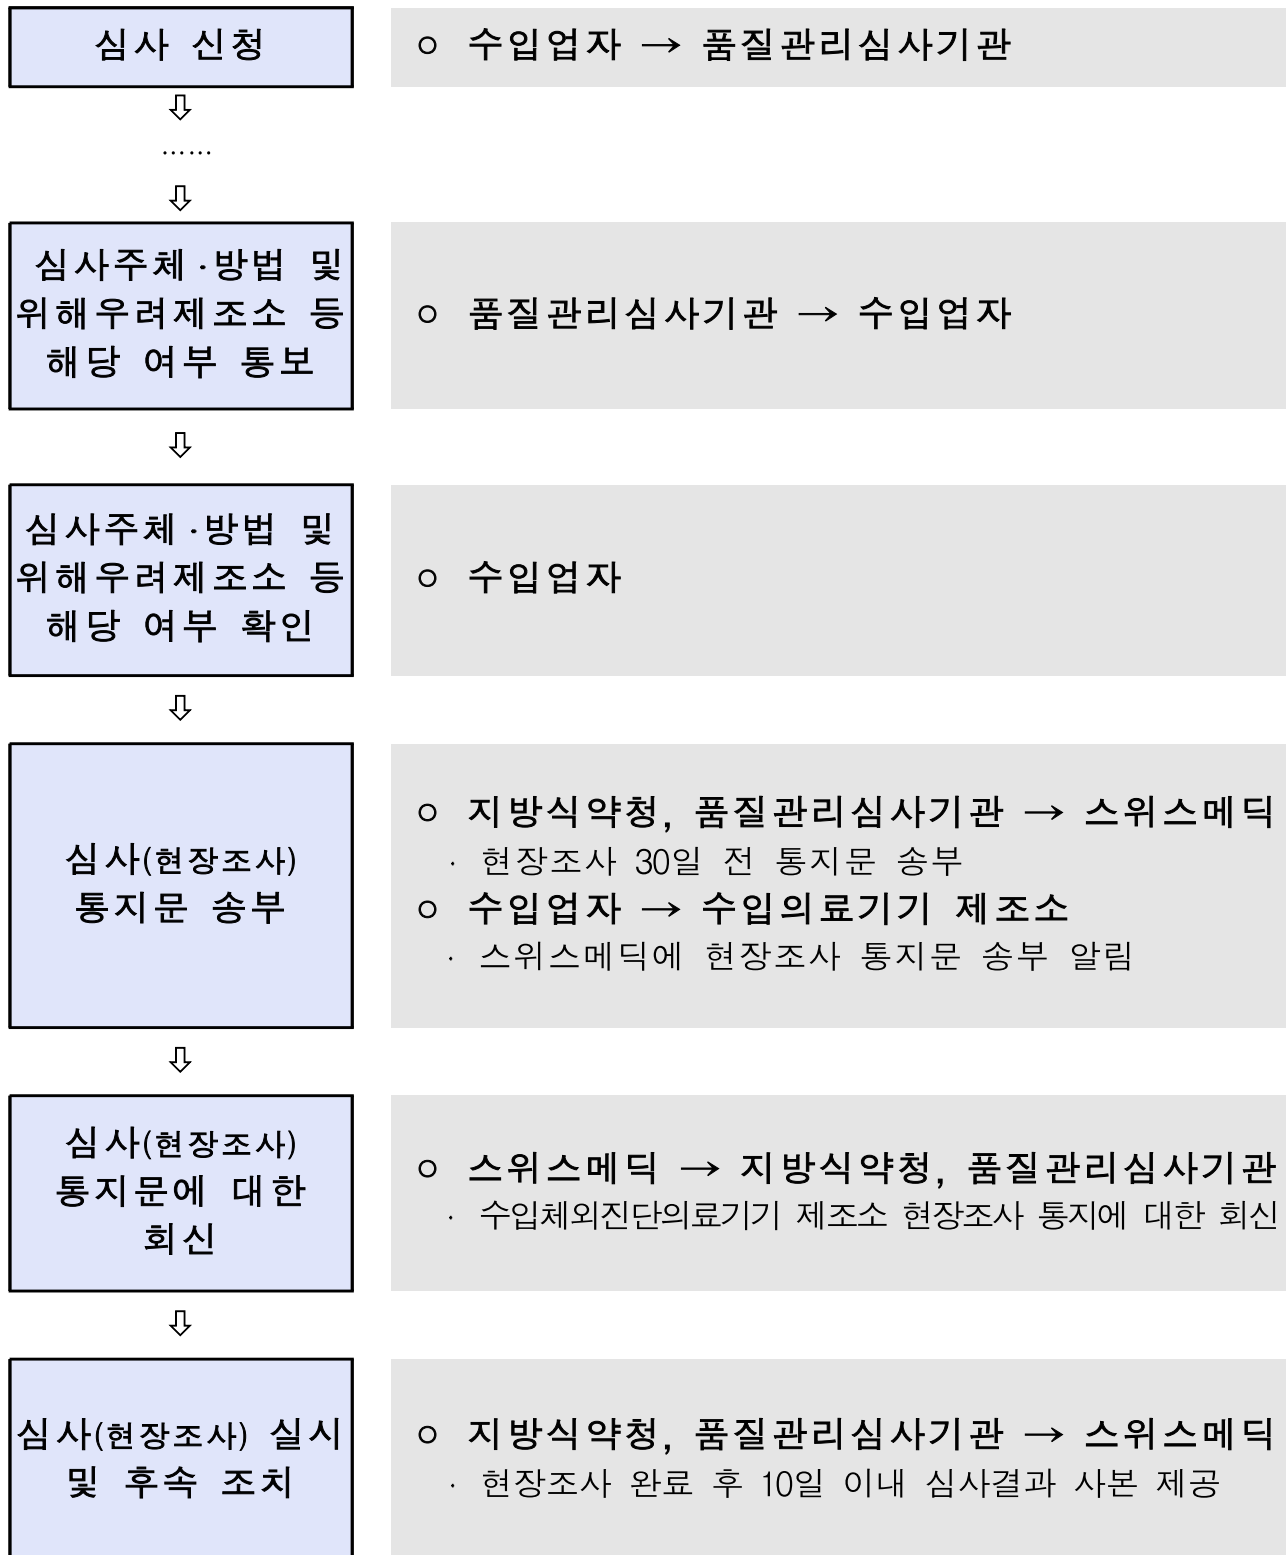 심사 신청
○ 수입업자 → 품질관리심사기관
⇩
……
⇩
심사주체·방법 및
위해우려제조소 등
해당 여부 통보
○ 품질관리심사기관 → 수입업자
⇩
심사주체·방법 및
위해우려제조소 등
해당 여부 확인
○ 수입업자
⇩
심사(현장조사)
통지문 송부
○ 지방식약청, 품질관리심사기관 → 스위스메딕
· 현장조사 30일 전 통지문 송부
○ 수입업자 → 수입의료기기 제조소
· 스위스메딕에 현장조사 통지문 송부 알림
⇩
심사(현장조사)
통지문에 대한
회신
○ 스위스메딕 → 지방식약청, 품질관리심사기관
· 수입체외진단의료기기 제조소 현장조사 통지에 대한 회신
⇩
심사(현장조사) 실시
및 후속 조치
○ 지방식약청, 품질관리심사기관 → 스위스메딕
· 현장조사 완료 후 10일 이내 심사결과 사본 제공